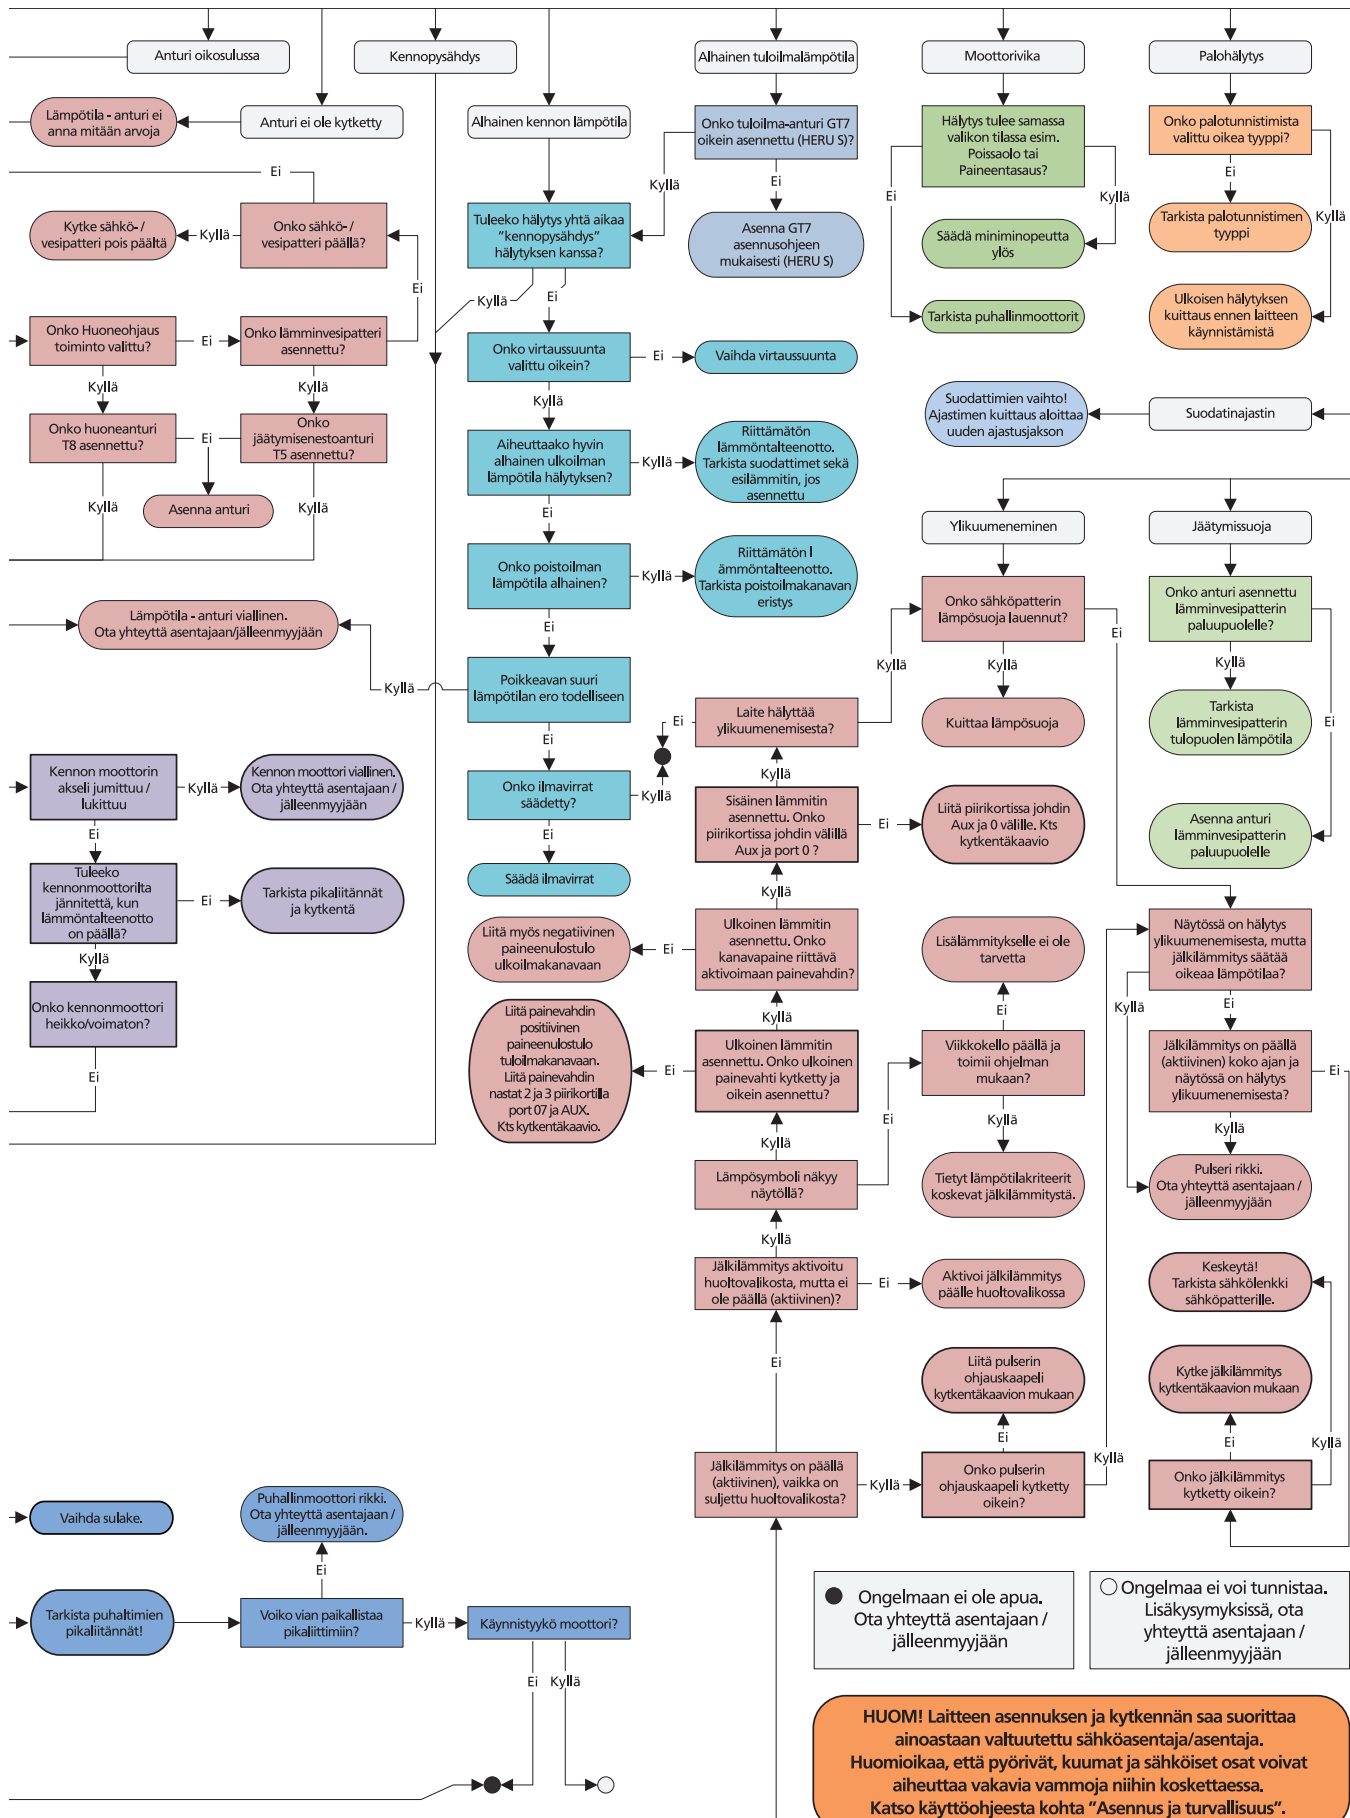 Anturi oikosulussa
Kennopysähdys
Alhainen tuloilmalämpötila
Moottorivika
Palohälytys
Lämpötila - anturi ei
anna mitään arvoja
Anturi ei ole kytketty
Alhainen kennon lämpötila
Onko tuloilma-anturi GT7
oikein asennettu (HERU S)?
Hälytys tulee samassa
valikon tilassa esim.
Poissaolo tai
Paineentasaus?
Onko palotunnistimista
valittu oikea tyyppi?
Ei
Kyllä
Ei
Ei
Ei
Kyllä
Kyllä
Kytke sähkö- /
vesipatteri pois päältä
Kyllä
Onko sähkö- /
vesipatteri päällä?
Tuleeko hälytys yhtä aikaa
”kennopysähdys”
hälytyksen kanssa?
Asenna GT7
asennusohjeen
mukaisesti (HERU S)
Säädä miniminopeutta
ylös
Tarkista palotunnistimen
tyyppi
Ei
Kyllä
Ei
Tarkista puhallinmoottorit
Ulkoisen hälytyksen
kuittaus ennen laitteen
käynnistämistä
Onko Huoneohjaus
toiminto valittu?
Ei
Onko lämminvesipatteri
asennettu?
Onko virtaussuunta
valittu oikein?
Ei
Vaihda virtaussuunta
Kyllä
Kyllä
Kyllä
Suodattimien vaihto!
Ajastimen kuittaus aloittaa
uuden ajastusjakson
Suodatinajastin
Onko huoneanturi
T8 asennettu?
Ei
Onko
jäätymisenestoanturi
T5 asennettu?
Aiheuttaako hyvin
alhainen ulkoilman
lämpötila hälytyksen?
Kyllä
Riittämätön
lämmöntalteenotto.
Tarkista suodattimet sekä
esilämmitin, jos
asennettu
Kyllä
Asenna anturi
Kyllä
Ei
Ylikuumeneminen
Jäätymissuoja
Onko poistoilman
lämpötila alhainen?
Kyllä
Riittämätön l
ämmöntalteenotto.
Tarkista poistoilmakanavan
eristys
Onko sähköpatterin
lämpösuoja lauennut?
Ei
Onko anturi asennettu
lämminvesipatterin
paluupuolelle?
Lämpötila - anturi viallinen.
Ota yhteyttä asentajaan/jälleenmyyjään
Ei
Kyllä
Kyllä
Kyllä
Kyllä
Poikkeavan suuri
lämpötilan ero todelliseen
Ei
Laite hälyttää
ylikuumenemisesta?
Kuittaa lämpösuoja
Tarkista
lämminvesipatterin
tulopuolen lämpötila
Ei
Ei
Kyllä
Kennon moottorin
akseli jumittuu /
lukittuu
Kyllä
Kennon moottori viallinen.
Ota yhteyttä asentajaan /
jälleenmyyjään
Onko ilmavirrat
säädetty?
Kyllä
Sisäinen lämmitin
asennettu. Onko
piirikortissa johdin välillä
Aux ja port 0 ?
Ei
Liitä piirikortissa johdin
Aux ja 0 välille. Kts
kytkentäkaavio
Asenna anturi
lämminvesipatterin
paluupuolelle
Ei
Ei
Tuleeko
kennonmoottorilta
jännitettä, kun
lämmöntalteenotto
on päällä?
Ei
Tarkista pikaliitännät
ja kytkentä
Säädä ilmavirrat
Kyllä
Liitä myös negatiivinen
paineenulostulo
ulkoilmakanavaan
Ei
Ulkoinen lämmitin
asennettu. Onko
kanavapaine riittävä
aktivoimaan painevahdin?
Lisälämmitykselle ei ole
tarvetta
Näytössä on hälytys
ylikuumenemisesta, mutta
jälkilämmitys säätää
oikeaa lämpötilaa?
Kyllä
Onko kennonmoottori
heikko/voimaton?
Kyllä
Ei
Kyllä
Ei
Liitä painevahdin
positiivinen
paineenulostulo
tuloilmakanavaan.
Liitä painevahdin
nastat 2 ja 3 piirikortilla
port 07 ja AUX.
Kts kytkentäkaavio.
Ei
Ulkoinen lämmitin
asennettu. Onko ulkoinen
painevahti kytketty ja
oikein asennettu?
Viikkokello päällä ja
toimii ohjelman
mukaan?
Jälkilämmitys on päällä
(aktiivinen) koko ajan ja
näytössä on hälytys
ylikuumenemisesta?
Ei
Ei
Ei
Kyllä
Kyllä
Kyllä
Lämpösymboli näkyy
näytöllä?
Tietyt lämpötilakriteerit
koskevat jälkilämmitystä.
Pulseri rikki.
Ota yhteyttä asentajaan /
jälleenmyyjään
Kyllä
Jälkilämmitys aktivoitu
huoltovalikosta, mutta ei
ole päällä (aktiivinen)?
Ei
Aktivoi jälkilämmitys
päälle huoltovalikossa
Keskeytä!
Tarkista sähkölenkki
sähköpatterille.
Ei
Liitä pulserin
ohjauskaapeli
kytkentäkaavion mukaan
Kytke jälkilämmitys
kytkentäkaavion mukaan
Ei
Kyllä
Ei
Kyllä
Jälkilämmitys on päällä
(aktiivinen), vaikka on
suljettu huoltovalikosta?
Kyllä
Onko pulserin
ohjauskaapeli kytketty
oikein?
Onko jälkilämmitys
kytketty oikein?
Vaihda sulake.
Puhallinmoottori rikki.
Ota yhteyttä asentajaan /
jälleenmyyjään.
Ei
Tarkista puhaltimien
pikaliitännät!
Voiko vian paikallistaa
pikaliittimiin?
Kyllä
Käynnistyykö moottori?
Ei
Kyllä
Ongelmaan ei ole apua.
Ota yhteyttä asentajaan /
jälleenmyyjään
Ongelmaa ei voi tunnistaa.
Lisäkysymyksissä, ota
yhteyttä asentajaan /
jälleenmyyjään
HUOM! Laitteen asennuksen ja kytkennän saa suorittaa
ainoastaan valtuutettu sähköasentaja/asentaja.
Huomioikaa, että pyörivät, kuumat ja sähköiset osat voivat
aiheuttaa vakavia vammoja niihin koskettaessa.
Katso käyttöohjeesta kohta ”Asennus ja turvallisuus”.